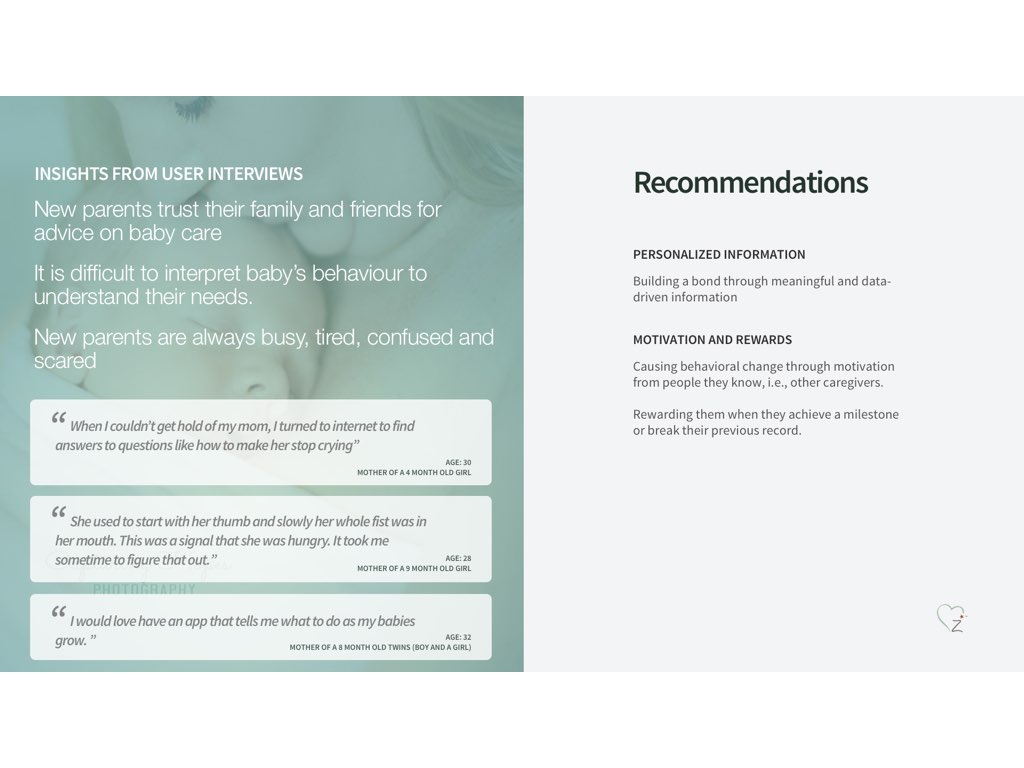 INSIGHTS FROM USER INTERVIEWS
New parents trust their family and friends for
advice on baby care
It is difficult to interpret baby's behaviour to
understand their needs.
New parents are always busy, tired, confused and
scared
“ When I couldn't get hold of my mom, I turned to internet to find
answers to questions like how to make her stop crying”
AGE: 30
MOTHER OF A 4 MONTH OLD GIRL
“ She used to start with her thumb and slowly her whole fist was in
her mouth. This was a signal that she was hungry. It took me
sometime to figure that out.”
AGE: 28
MOTHER OF A 9 MONTH OLD GIRL
PHOTOGRAPHY
“ I would love have an app that tells me what to do as my babies
grow. ”
AGE: 32
MOTHER OF A 8 MONTH OLD TWINS (BOY AND A GIRL)
Recommendations
PERSONALIZED INFORMATION
Building a bond through meaningful and data-
driven information
MOTIVATION AND REWARDS
Causing behavioral change through motivation
from people they know, i.e., other caregivers.
Rewarding them when they achieve a milestone
or break their previous record.
Z